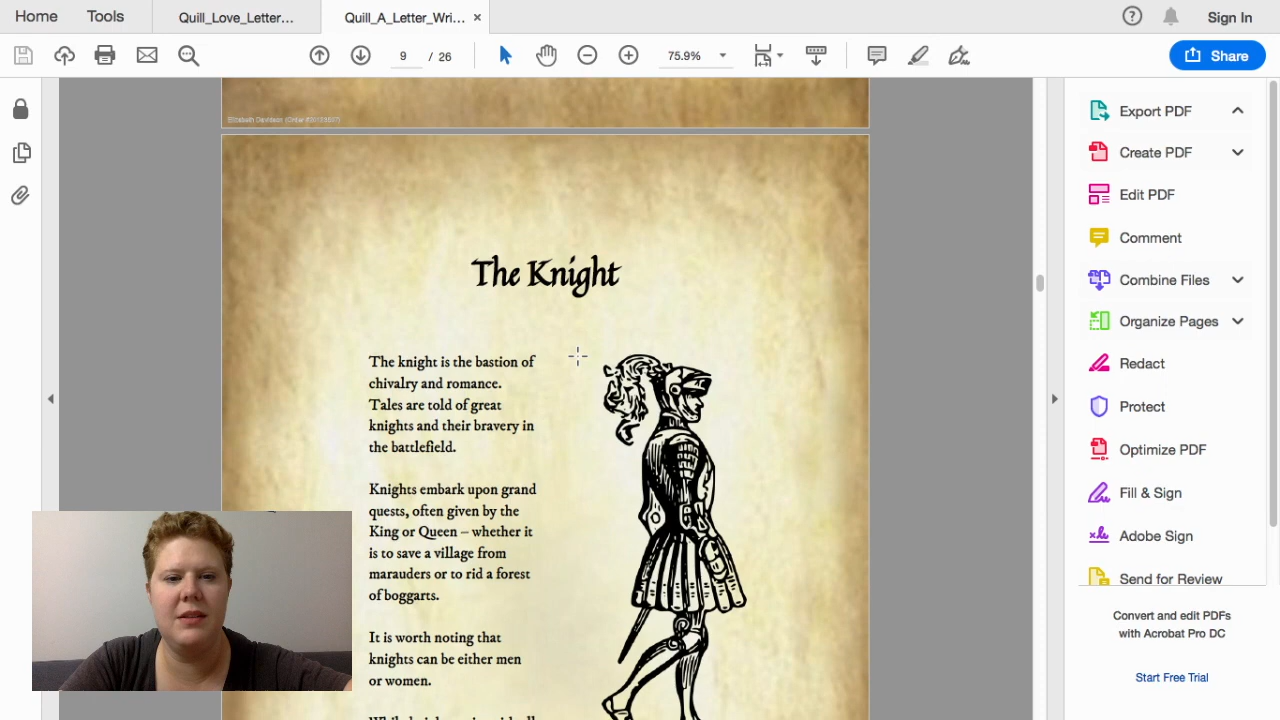 Home
Tools
Quill_Love_Letter...
Quill_A_Letter_Wri...
Sign In
9 / 26
75.9%
Share
Export PDF
Create PDF
Edit PDF
Comment
Combine Files
Organize Pages
Redact
Protect
Optimize PDF
Fill & Sign
Adobe Sign
Send for Review
Convert and edit PDFs
with Acrobat Pro DC
Start Free Trial
The Knight
The knight is the bastion of
chivalry and romance.
Tales are told of great
knights and their bravery in
the battlefield.
Knights embark upon grand
quests, often given by the
King or Queen – whether it
is to save a village from
marauders or to rid a forest
of boggarts.
It is worth noting that
knights can be either men
or women.